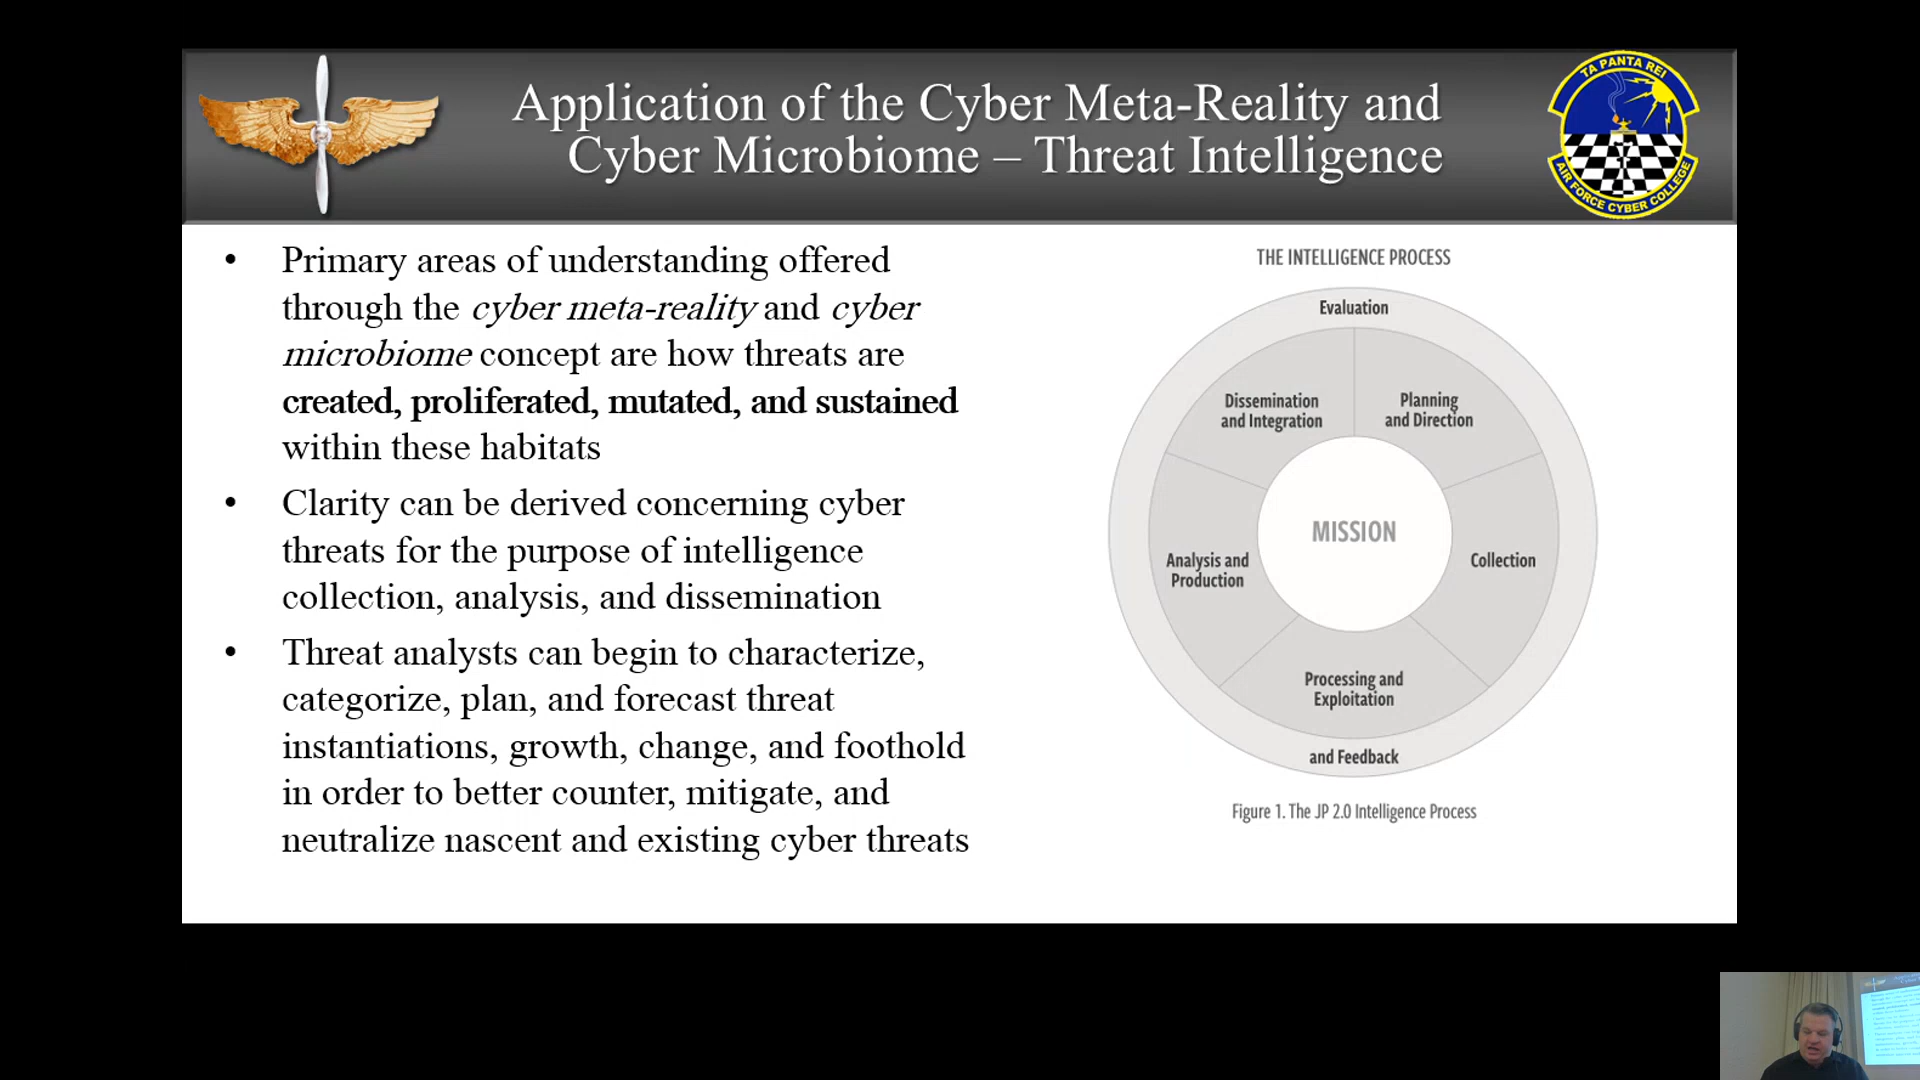 Application of the Cyber Meta-Reality and
Cyber Microbiome – Threat Intelligence
TA PANTA REI
AIR FORCE CYBER COLLEGE
• Primary areas of understanding offered
through the cyber meta-reality and cyber
microbiome concept are how threats are
created, proliferated, mutated, and sustained
within these habitats
• Clarity can be derived concerning cyber
threats for the purpose of intelligence
collection, analysis, and dissemination
• Threat analysts can begin to characterize,
categorize, plan, and forecast threat
instantiations, growth, change, and foothold
in order to better counter, mitigate, and
neutralize nascent and existing cyber threats
THE INTELLIGENCE PROCESS
Evaluation
Dissemination
and Integration
Planning
and Direction
MISSION
Analysis and
Production
Collection
Processing and
Exploitation
and Feedback
Figure 1. The JP 2.0 Intelligence Process